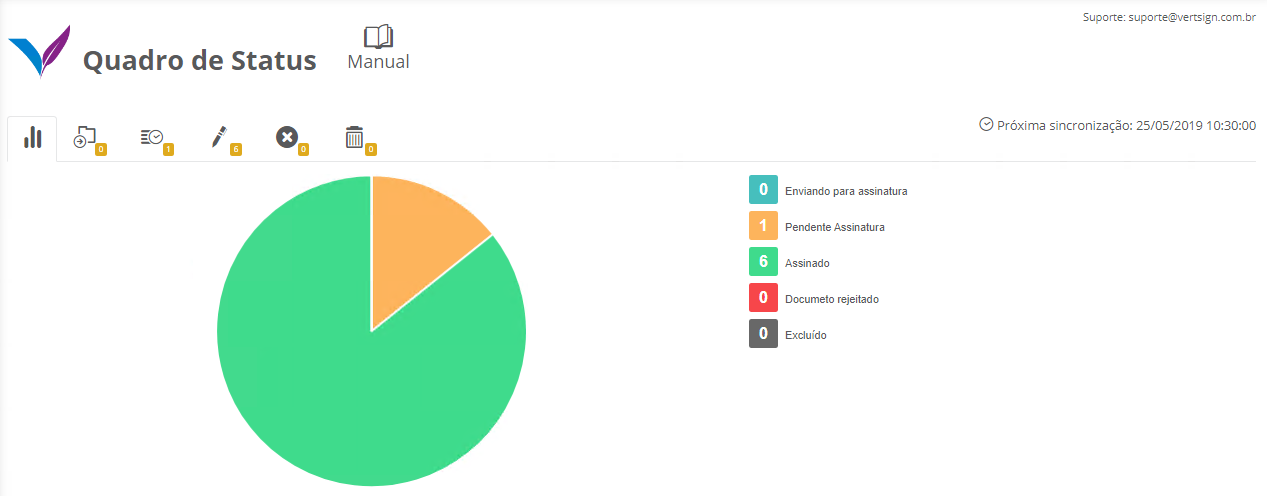 Suporte: suporte@vertsign.com.br
Quadro de Status
Manual
0
1
6
0
0
Próxima sincronização: 25/05/2019 10:30:00
0 Enviando para assinatura
1 Pendente Assinatura
6 Assinado
0 Documeto rejeitado
0 Excluído